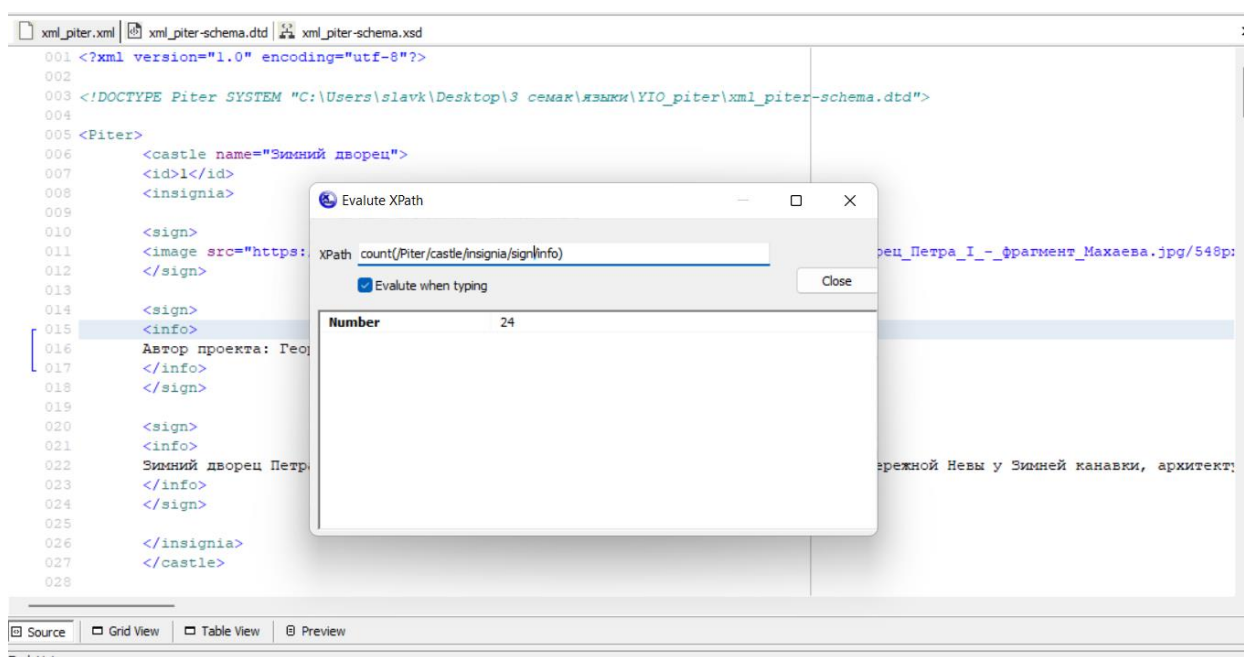 xml_piter.xml xml_piter-schema.dtd xml_piter-schema.xsd
001 <?xml version="1.0" encoding="utf-8"?>
002
003 <!DOCTYPE Piter SYSTEM "C:\Users\slavk\Desktop\3 семак\языки\YIO_piter\xml_piter-schema.dtd">
004
005 <Piter>
006 <castle name="Зимний дворец">
007 <id>1</id>
008 <insignia>
009
010 <sign>
011 <image src="https: рец_Петра_I_-_фрагмент_Махаева.jpg/548p
012 </sign>
013
014 <sign>
015 <info>
016 Автор проекта: Геор
017 </info>
018 </sign>
019
020 <sign>
021 <info>
022 Зимний дворец Петр ережной Невы у Зимней канавки, архитект
023 </info>
024 </sign>
025
026 </insignia>
027 </castle>
028
Evalute XPath
XPath count(/Piter/castle/insignia/sign/info)
Close
Evalute when typing
Number 24
Source Grid View Table View Preview